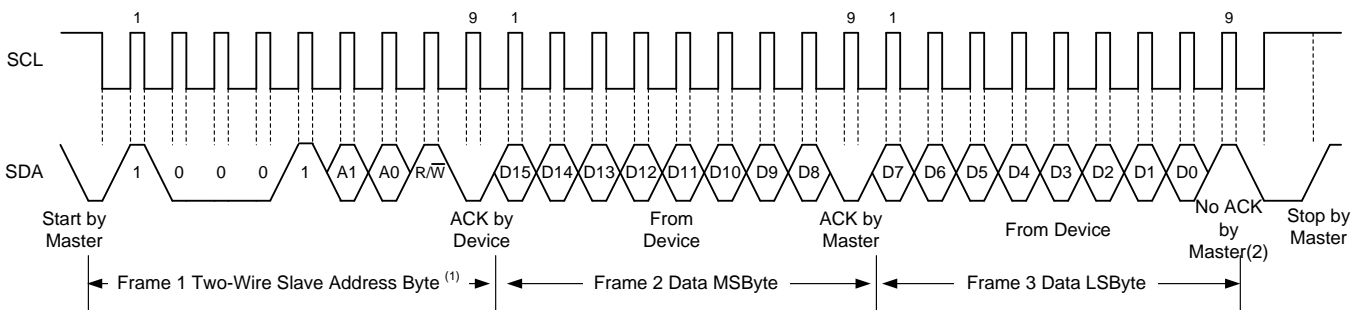 1 9 1 9 1 9
SCL
SDA
1 0 0 0 1 A1 A0 R/W̅ D15 D14 D13 D12 D11 D10 D9 D8 D7 D6 D5 D4 D3 D2 D1 D0
Start by
Master
ACK by
Device
From
Device
ACK by
Master
From Device
No ACK
by
Master(2)
Stop by
Master
Frame 1 Two-Wire Slave Address Byte (1)
Frame 2 Data MSByte
Frame 3 Data LSByte